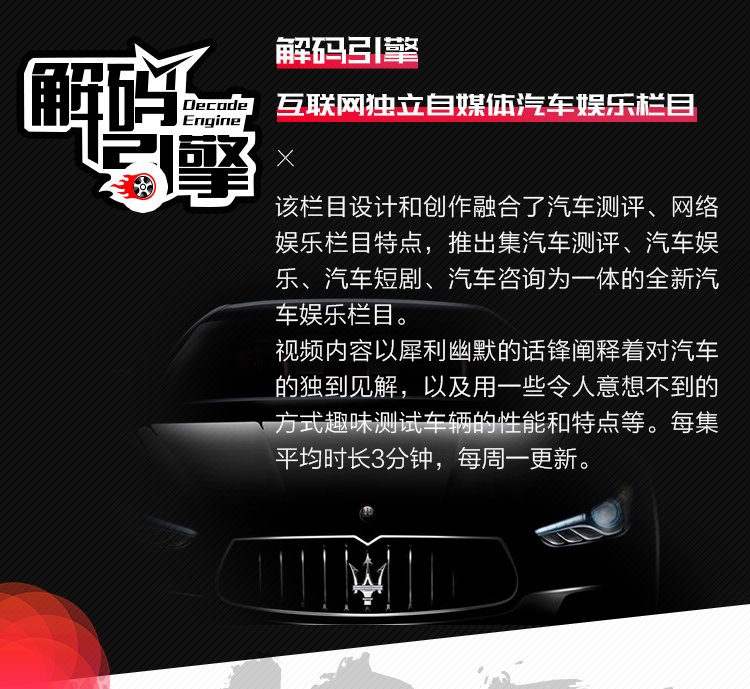 解码
Decode
Engine
引擎
解码引擎
互联网独立自媒体汽车娱乐栏目
该栏目设计和创作融合了汽车测评、网络
娱乐栏目特点，推出集汽车测评、汽车娱
乐、汽车短剧、汽车咨询为一体的全新汽
车娱乐栏目。
视频内容以犀利幽默的话锋阐释着对汽车
的独到见解，以及用一些令人意想不到的
方式趣味测试车辆的性能和特点等。每集
平均时长3分钟，每周一更新。